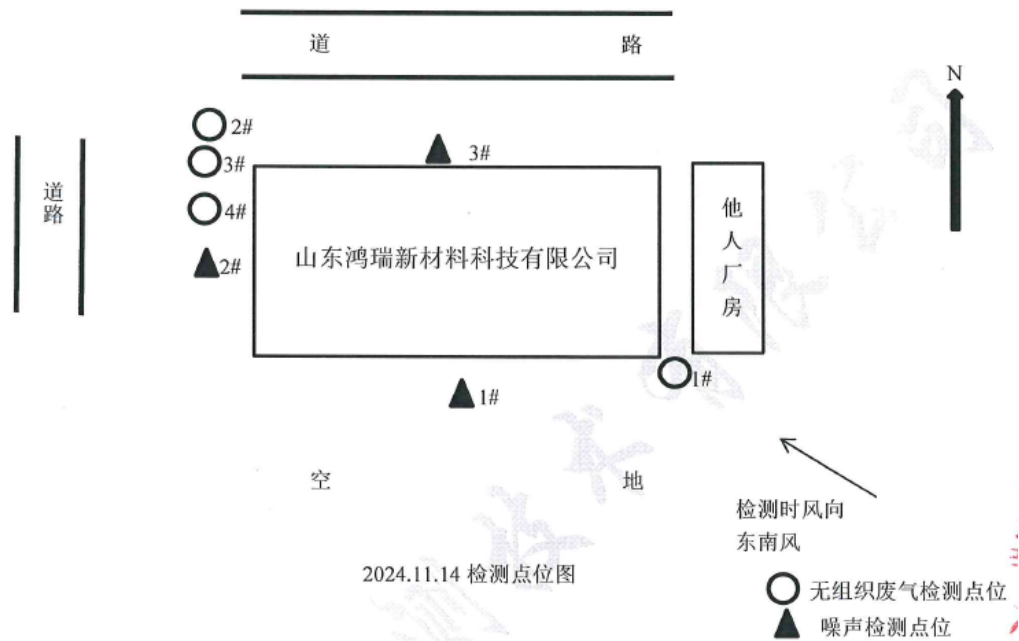 道 路
N
2#
3#
3#
道路
4#
他人厂房
山东鸿瑞新材料科技有限公司
2#
1#
1#
空 地
检测时风向
东南风
2024.11.14 检测点位图
无组织废气检测点位
噪声检测点位